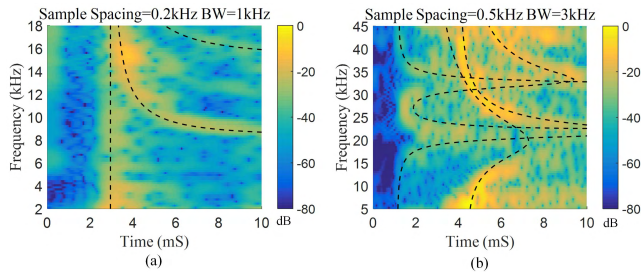 Sample Spacing=0.2kHz BW=1kHz
18
16
14
12
10
8
6
4
2
0 2 4 6 8 10
Frequency (kHz)
Time (mS)
0
-20
-40
-60
-80
dB
(a)
Sample Spacing=0.5kHz BW=3kHz
45
40
35
30
25
20
15
10
5
0 2 4 6 8 10
Frequency (kHz)
Time (mS)
0
-20
-40
-60
-80
dB
(b)